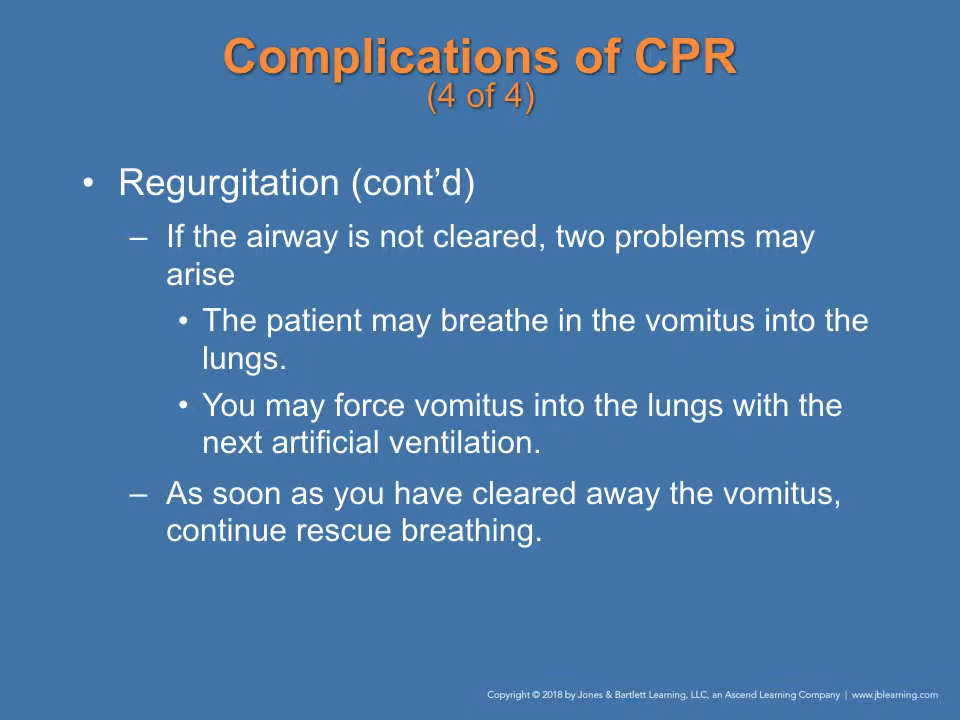 Complications of CPR
(4 of 4)
• Regurgitation (cont’d)
– If the airway is not cleared, two problems may
arise
• The patient may breathe in the vomitus into the
lungs.
• You may force vomitus into the lungs with the
next artificial ventilation.
– As soon as you have cleared away the vomitus,
continue rescue breathing.
Copyright © 2018 by Jones & Bartlett Learning, LLC, an Ascend Learning Company | www.jblearning.com